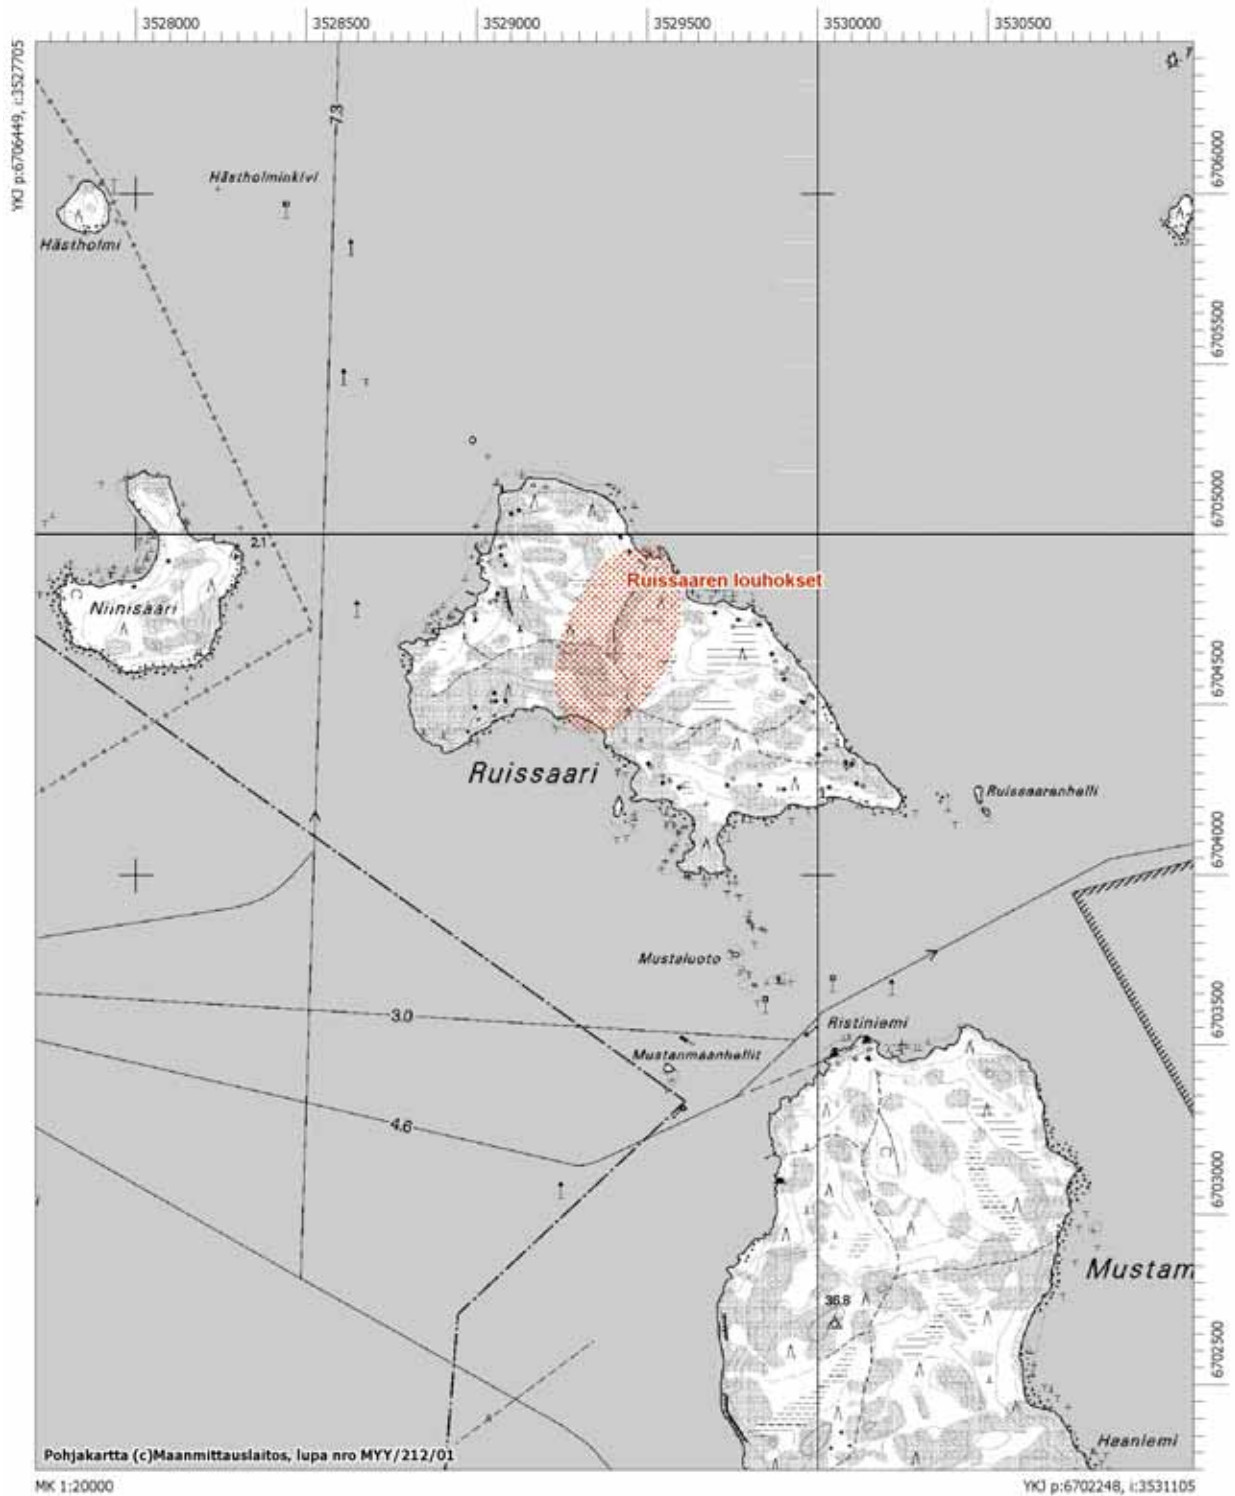 3528000
3528500
3529000
3529500
3530000
3530500
YKJ p:6706449, i:3527705
7.3
6706000
Hästholminkivi
Hästholmi
6705500
6705000
2.1
Ruissaaren louhokset
Niinisaari
6704500
Ruissaari
Ruissaarenhelli
6704000
Mustaluoto
6703500
3.0
Ristiniemi
Mustanmaanhellit
4.6
6703000
Mustam
36.8
6702500
Haaniemi
Pohjakartta (c)Maanmittauslaitos, lupa nro MYY/212/01
MK 1:20000
YKJ p:6702248, i:3531105